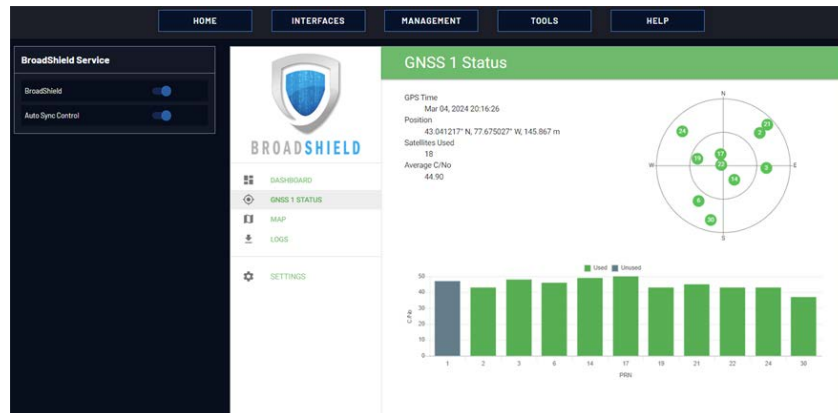 HOME INTERFACES MANAGEMENT TOOLS HELP
BroadShield Service
BroadShield
Auto Sync Control
BROADSHIELD
DASHBOARD
GNSS 1 STATUS
MAP
LOGS
SETTINGS
GNSS 1 Status
GPS Time
Mar 04, 2024 20:16:26
Position
43.041217° N, 77.675027° W, 145.867 m
Satellites Used
18
Average C/No
44.90
N
21
24 2
17
19
W 22 3 E
14
6
30
S
Used Unused
50
40
30
20
10
0
C/No
1 2 3 6 14 17 19 21 22 24 30
PRN